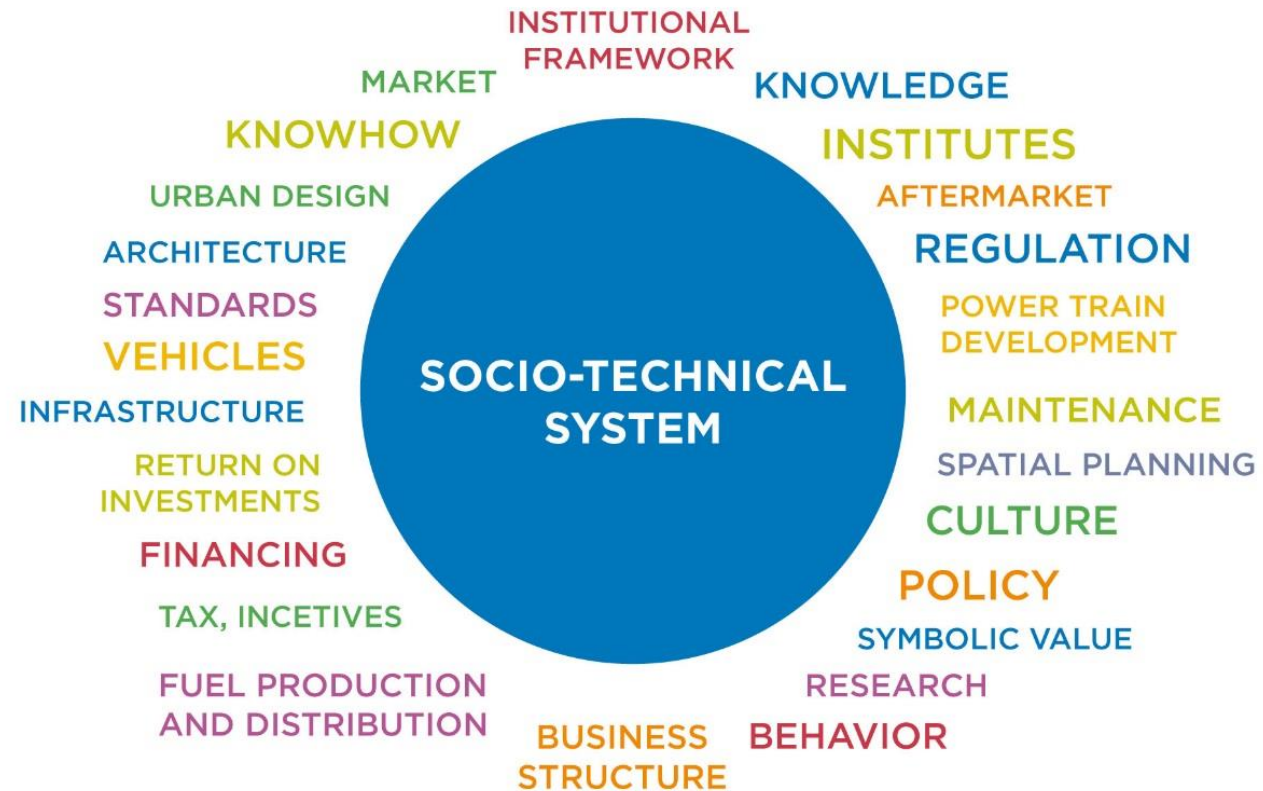 INSTITUTIONAL
FRAMEWORK
KNOWLEDGE
INSTITUTES
AFTERMARKET
REGULATION
POWER TRAIN
DEVELOPMENT
MAINTENANCE
SPATIAL PLANNING
CULTURE
POLICY
SYMBOLIC VALUE
RESEARCH
BEHAVIOR
BUSINESS
STRUCTURE
FUEL PRODUCTION
AND DISTRIBUTION
TAX, INCETIVES
FINANCING
RETURN ON
INVESTMENTS
INFRASTRUCTURE
VEHICLES
STANDARDS
ARCHITECTURE
URBAN DESIGN
KNOWHOW
MARKET
SOCIO-TECHNICAL
SYSTEM